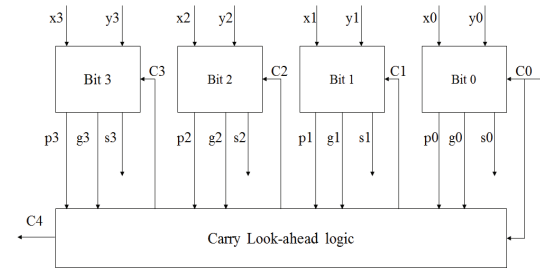 x3 y3 x2 y2 x1 y1 x0 y0
Bit 3 C3 Bit 2 C2 Bit 1 C1 Bit 0 C0
p3 g3 s3 p2 g2 s2 p1 g1 s1 p0 g0 s0
C4
Carry Look-ahead logic